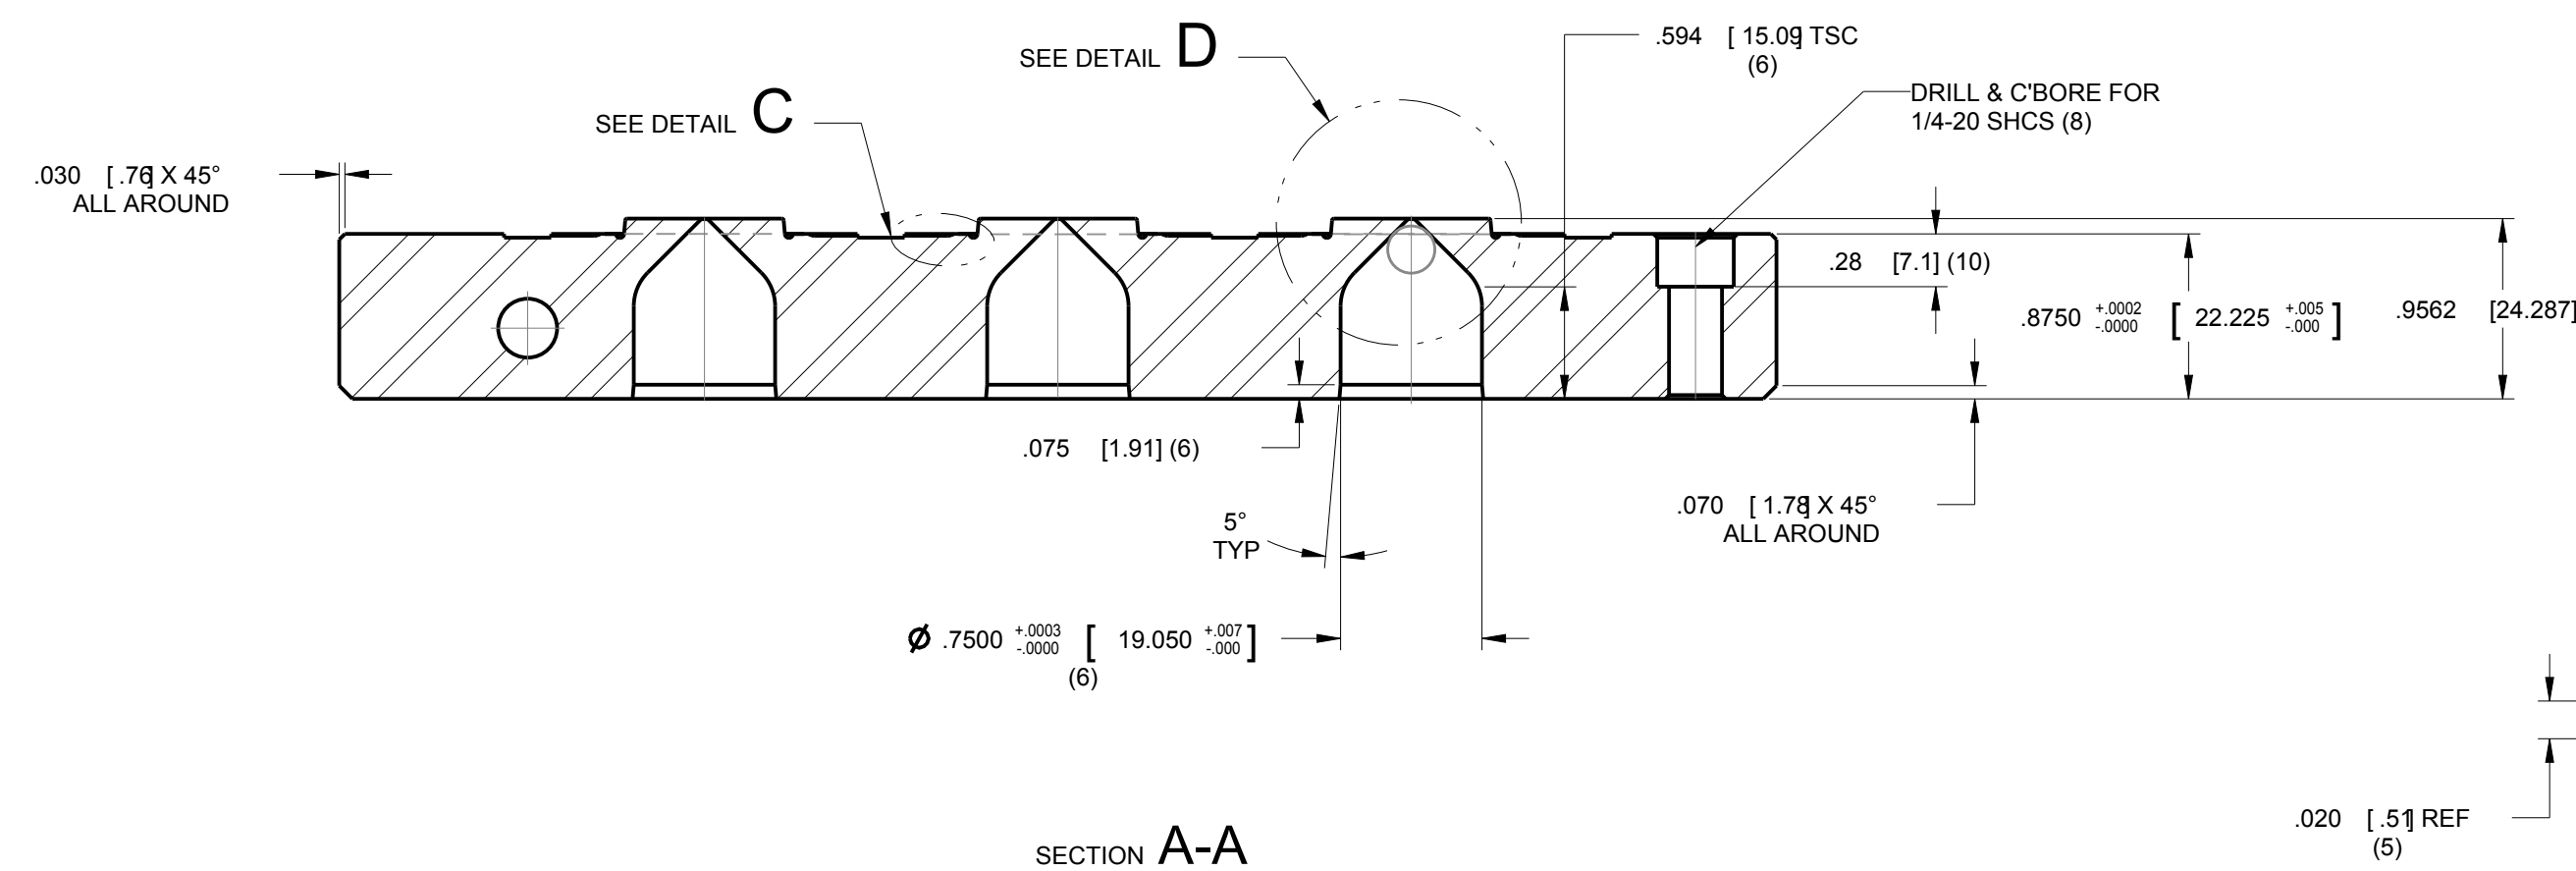 SEE DETAIL D
.594 [ 15.09] TSC
(6)
SEE DETAIL C
DRILL & C'BORE FOR
1/4-20 SHCS (8)
.030 [ .76] X 45°
ALL AROUND
.28 [7.1] (10)
.8750 +.0002 -.0000 [ 22.225 +.005 -.000 ]
.9562 [24.287]
.075 [1.91] (6)
.070 [ 1.78] X 45°
ALL AROUND
5°
TYP
Ø .7500 +.0003 -.0000 [ 19.050 +.007 -.000 ]
(6)
.020 [ .51] REF
(5)
SECTION A-A